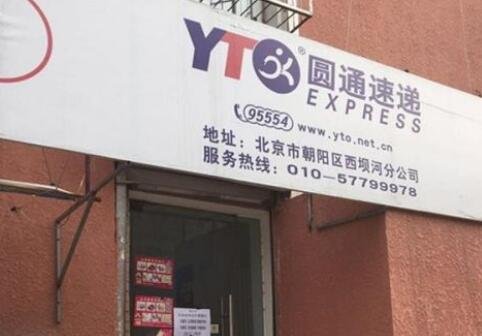 YTO® 圆通速递
EXPRESS
95554 www.yto.net.cn
地址：北京市朝阳区西坝河分公司
服务热线：010-57799978